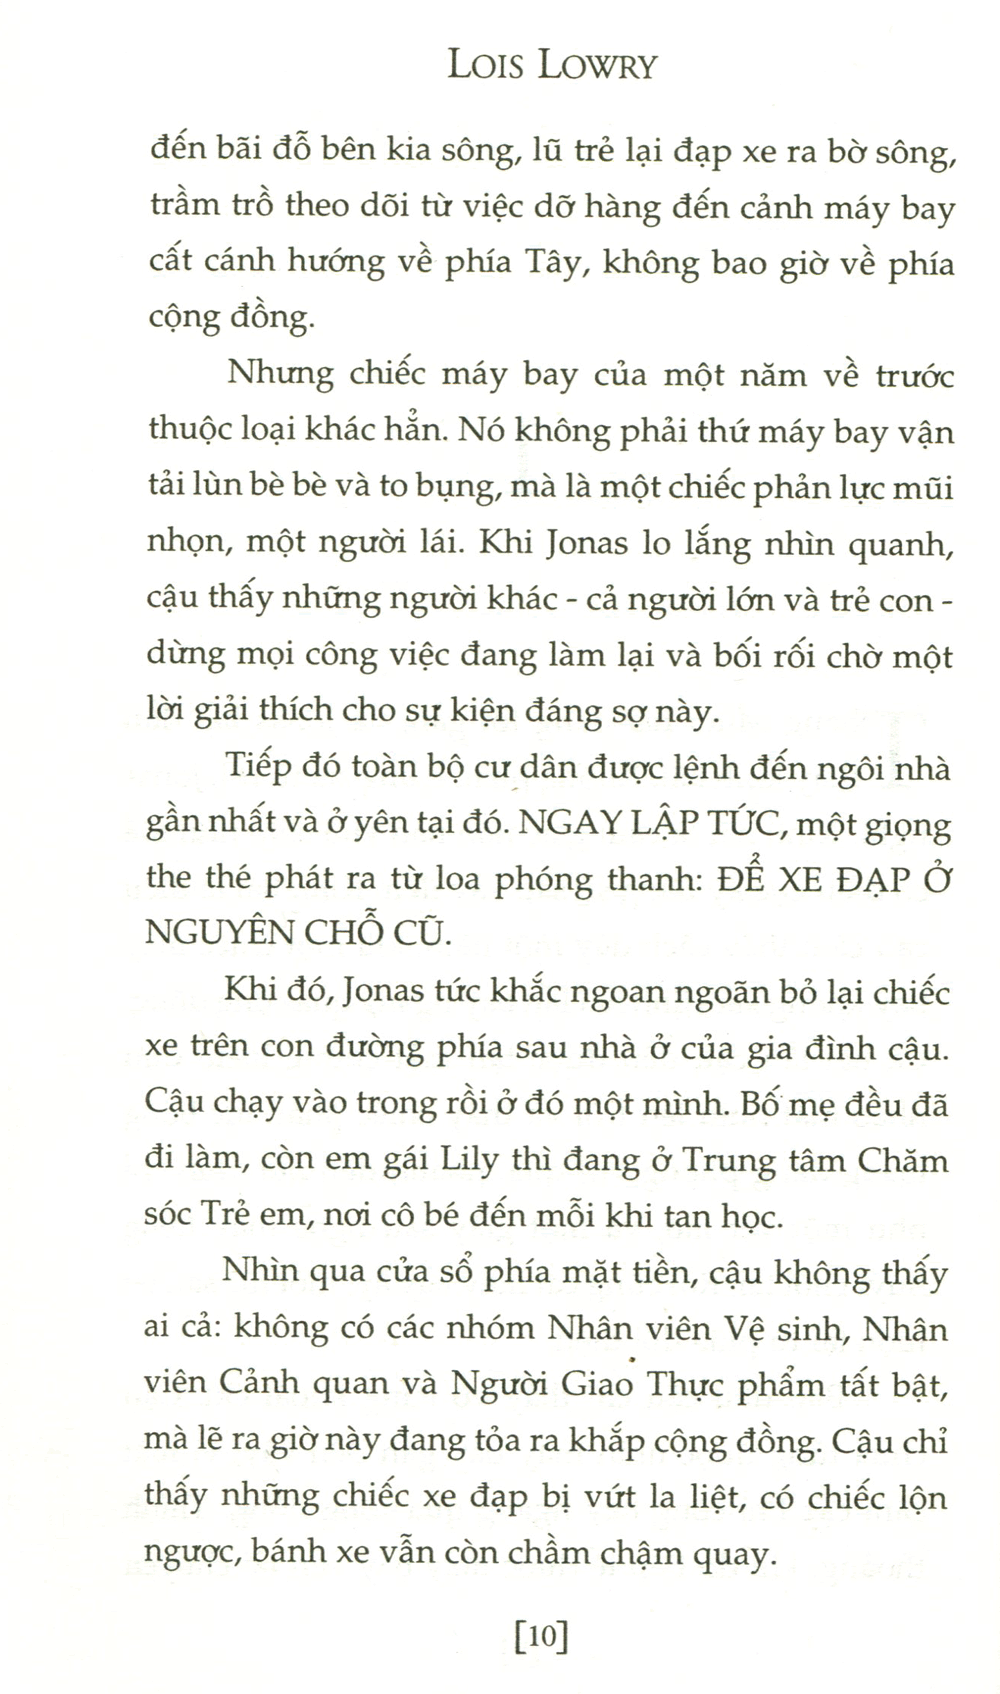 LOIS LOWRY
đến bãi đỗ bên kia sông, lũ trẻ lại đạp xe ra bờ sông,
trầm trồ theo dõi từ việc dỡ hàng đến cảnh máy bay
cất cánh hướng về phía Tây, không bao giờ về phía
cộng đồng.
Nhưng chiếc máy bay của một năm về trước
thuộc loại khác hẳn. Nó không phải thứ máy bay vận
tải lùn bè bè và to bụng, mà là một chiếc phản lực mũi
nhọn, một người lái. Khi Jonas lo lắng nhìn quanh,
cậu thấy những người khác - cả người lớn và trẻ con -
dừng mọi công việc đang làm lại và bối rối chờ một
lời giải thích cho sự kiện đáng sợ này.
Tiếp đó toàn bộ cư dân được lệnh đến ngôi nhà
gần nhất và ở yên tại đó. NGAY LẬP TỨC, một giọng
the thé phát ra từ loa phóng thanh: ĐỂ XE ĐẠP Ở
NGUYÊN CHỖ CŨ.
Khi đó, Jonas tức khắc ngoan ngoãn bỏ lại chiếc
xe trên con đường phía sau nhà ở của gia đình cậu.
Cậu chạy vào trong rồi ở đó một mình. Bố mẹ đều đã
đi làm, còn em gái Lily thì đang ở Trung tâm Chăm
sóc Trẻ em, nơi cô bé đến mỗi khi tan học.
Nhìn qua cửa sổ phía mặt tiền, cậu không thấy
ai cả: không có các nhóm Nhân viên Vệ sinh, Nhân
viên Cảnh quan và Người Giao Thực phẩm tất bật,
mà lẽ ra giờ này đang tỏa ra khắp cộng đồng. Cậu chỉ
thấy những chiếc xe đạp bị vứt la liệt, có chiếc lộn
ngược, bánh xe vẫn còn chầm chậm quay.
[10]